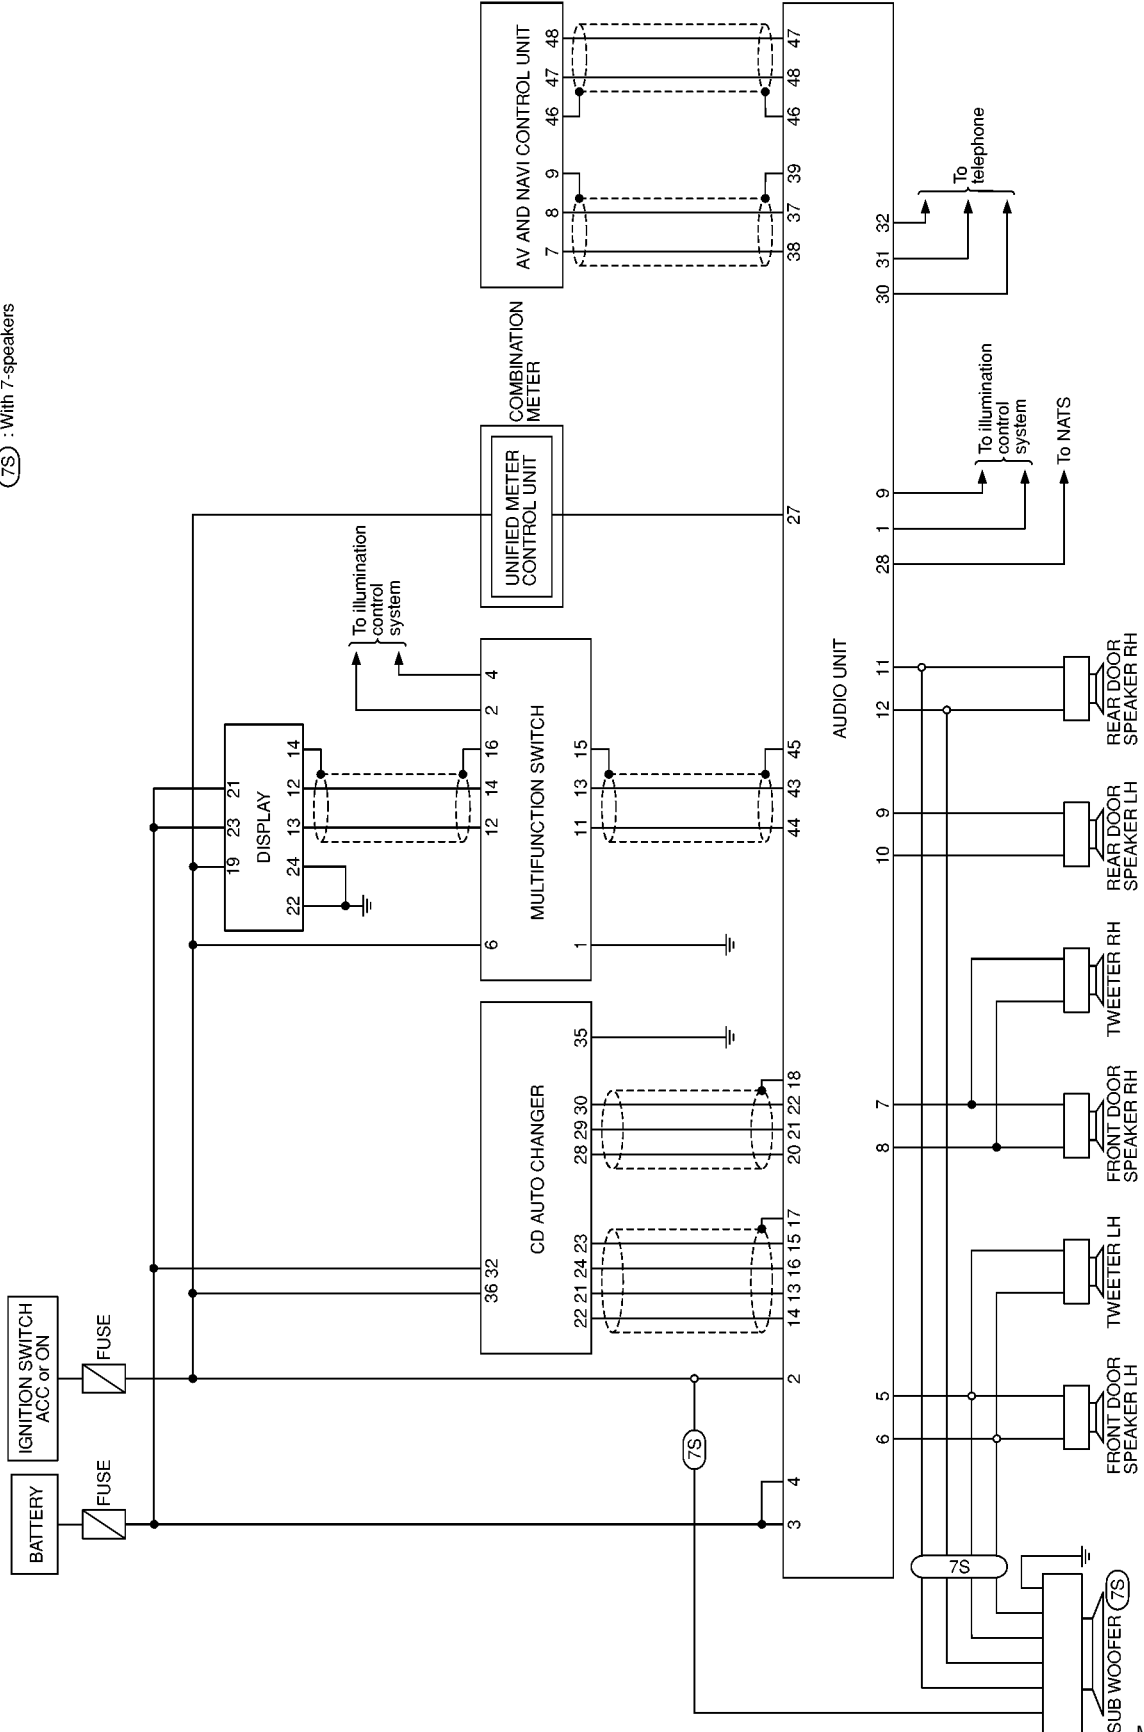 7S : With 7-speakers
BATTERY
FUSE
IGNITION SWITCH
ACC or ON
FUSE
19
23
21
DISPLAY
22
24
13
12
14
To illumination
control
system
36
32
CD AUTO CHANGER
22
21
24
23
28
29
30
35
6
12
14
16
2
4
MULTIFUNCTION SWITCH
1
11
13
15
UNIFIED METER
CONTROL UNIT
COMBINATION
METER
AV AND NAVI CONTROL UNIT
7
8
9
46
47
48
7S
3
4
2
14
13
16
15
17
20
21
22
18
44
43
45
27
38
37
39
46
48
47
AUDIO UNIT
6
5
8
7
10
9
12
11
28
1
9
30
31
32
To illumination
control
system
To NATS
To
telephone
7S
SUB WOOFER 7S
FRONT DOOR
SPEAKER LH
TWEETER LH
FRONT DOOR
SPEAKER RH
TWEETER RH
REAR DOOR
SPEAKER LH
REAR DOOR
SPEAKER RH